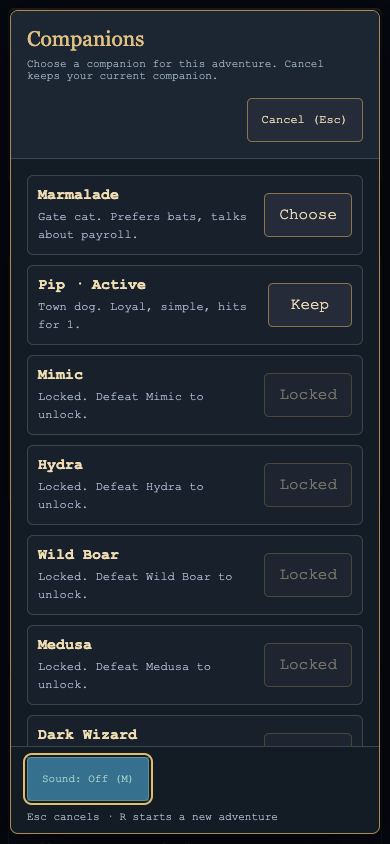 Companions
Choose a companion for this adventure. Cancel
keeps your current companion.
Cancel (Esc)
Marmalade
Gate cat. Prefers bats, talks
about payroll.
Choose
Pip · Active
Town dog. Loyal, simple, hits
for 1.
Keep
Mimic
Locked. Defeat Mimic to
unlock.
Locked
Hydra
Locked. Defeat Hydra to
unlock.
Locked
Wild Boar
Locked. Defeat Wild Boar to
unlock.
Locked
Medusa
Locked. Defeat Medusa to
unlock.
Locked
Dark Wizard
Sound: Off (M)
Esc cancels · R starts a new adventure